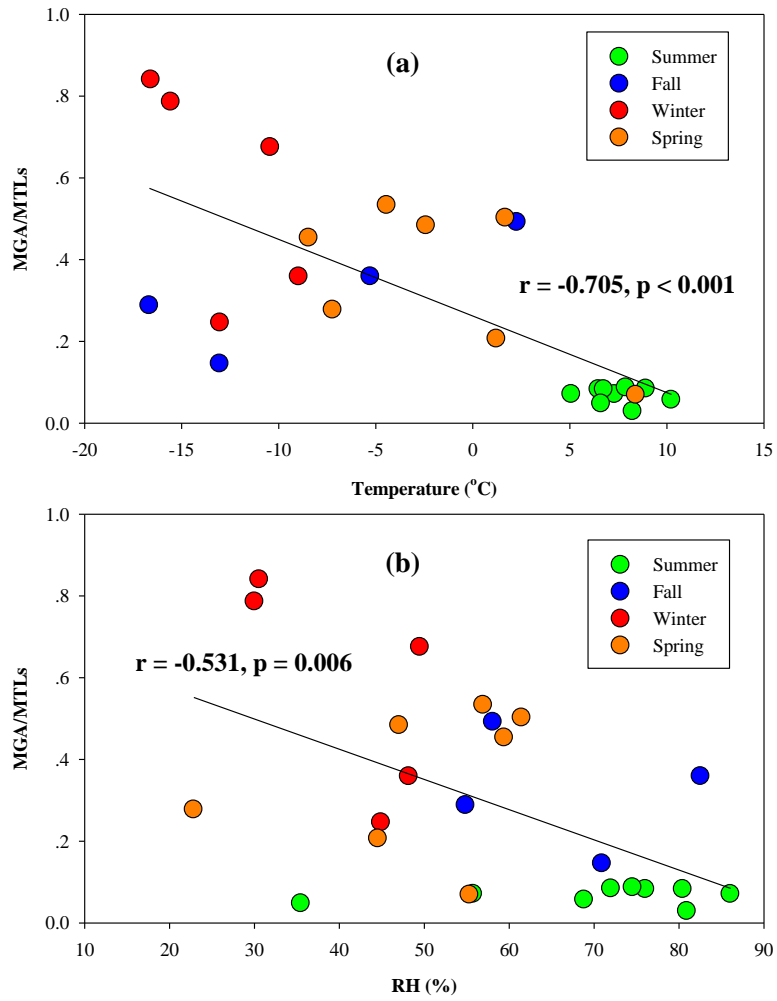 1.0
(a)
Summer
Fall
Winter
Spring
.8
.6
.4
.2
0.0
MGA/MTLs
r = -0.705, p < 0.001
-20 -15 -10 -5 0 5 10 15
Temperature (oC)
1.0
(b)
Summer
Fall
Winter
Spring
.8
.6
.4
.2
0.0
MGA/MTLs
r = -0.531, p = 0.006
10 20 30 40 50 60 70 80 90
RH (%)